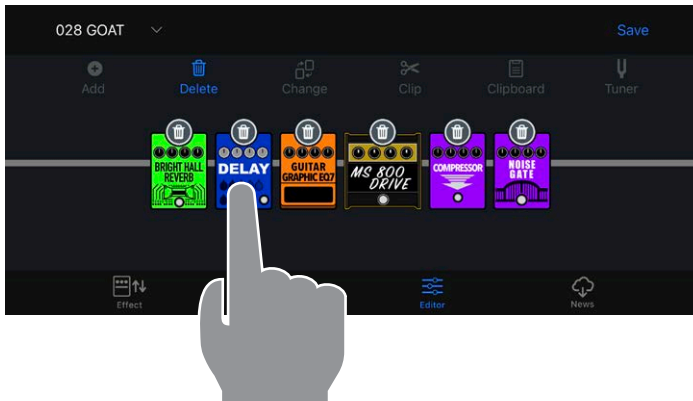 028 GOAT
Save
Add
Delete
Change
Clip
Clipboard
Tuner
BRIGHT HALL
REVERB
DELAY
GUITAR
GRAPHIC EQ7
MS 800
DRIVE
COMPRESSOR
NOISE
GATE
Effect
Editor
News